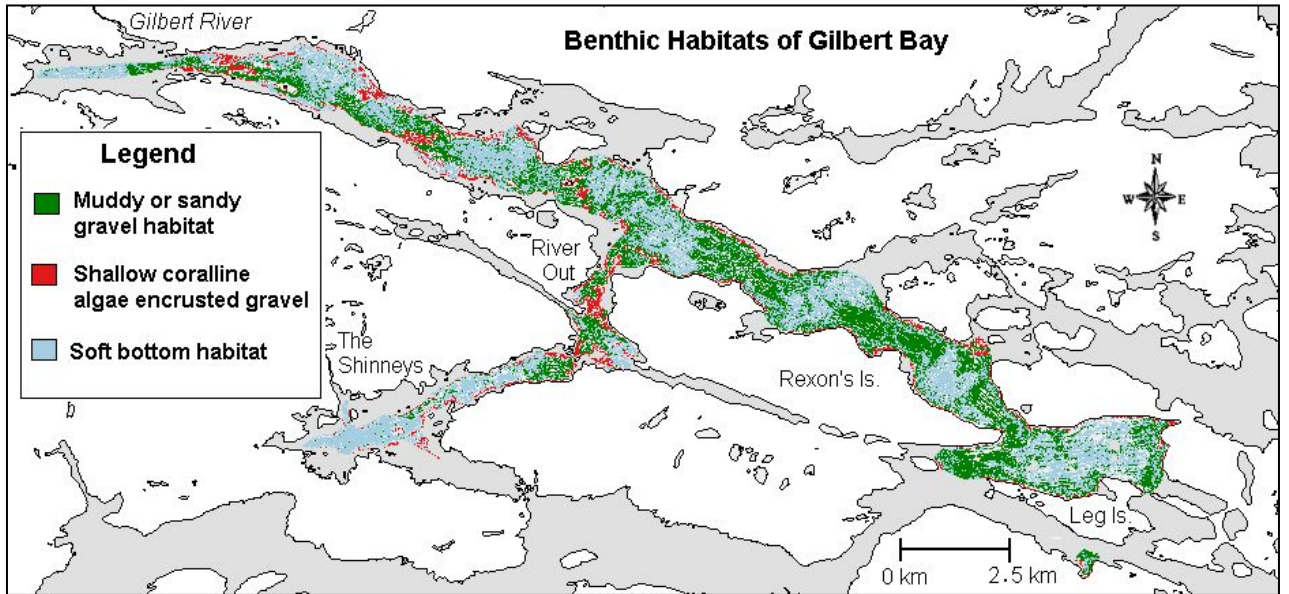 Gilbert River
Benthic Habitats of Gilbert Bay
Legend
Muddy or sandy
gravel habitat
Shallow coralline
algae encrusted gravel
Soft bottom habitat
N
W E
S
River
Out
The
Shinneys
Rexon's Is.
b
Leg Is.
0 km 2.5 km